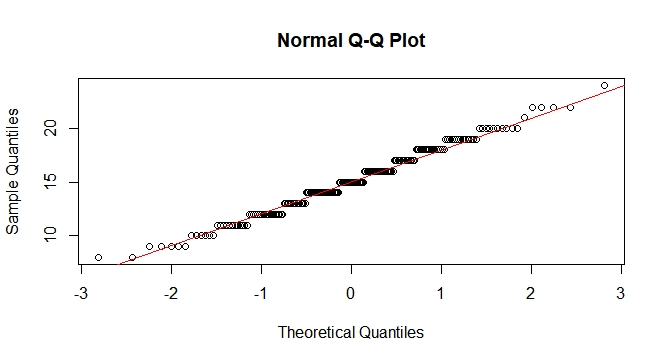 Normal Q-Q Plot
Sample Quantiles
20
15
10
-3 -2 -1 0 1 2 3
Theoretical Quantiles